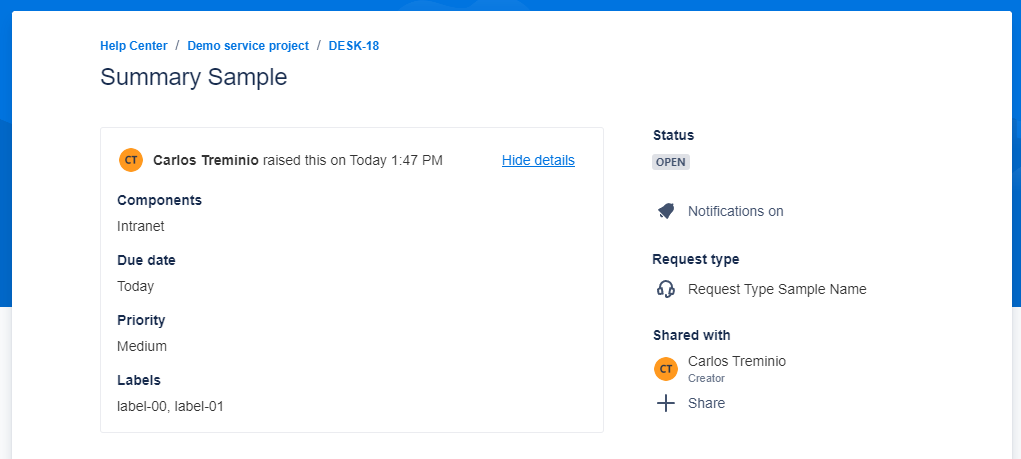 Help Center / Demo service project / DESK-18
Summary Sample
CT Carlos Treminio raised this on Today 1:47 PM Hide details
Components
Intranet
Due date
Today
Priority
Medium
Labels
label-00, label-01
Status
OPEN
Notifications on
Request type
Request Type Sample Name
Shared with
CT Carlos Treminio
Creator
Share